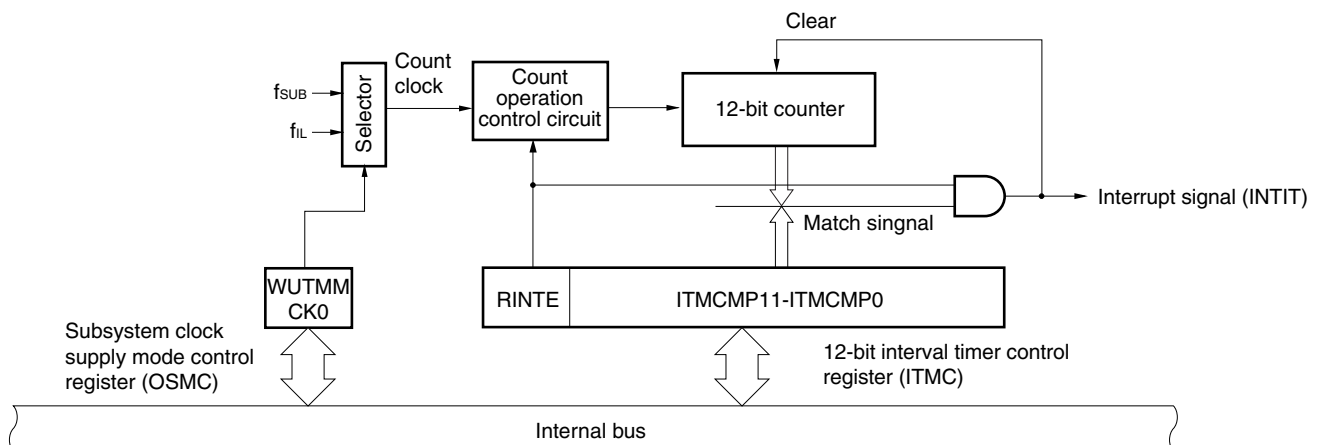 Clear
Count
clock
Count
operation
control circuit
12-bit counter
fSUB
fIL
Selector
Interrupt signal (INTIT)
Match singnal
WUTMM
CK0
RINTE
ITMCMP11-ITMCMP0
Subsystem clock
supply mode control
register (OSMC)
12-bit interval timer control
register (ITMC)
Internal bus